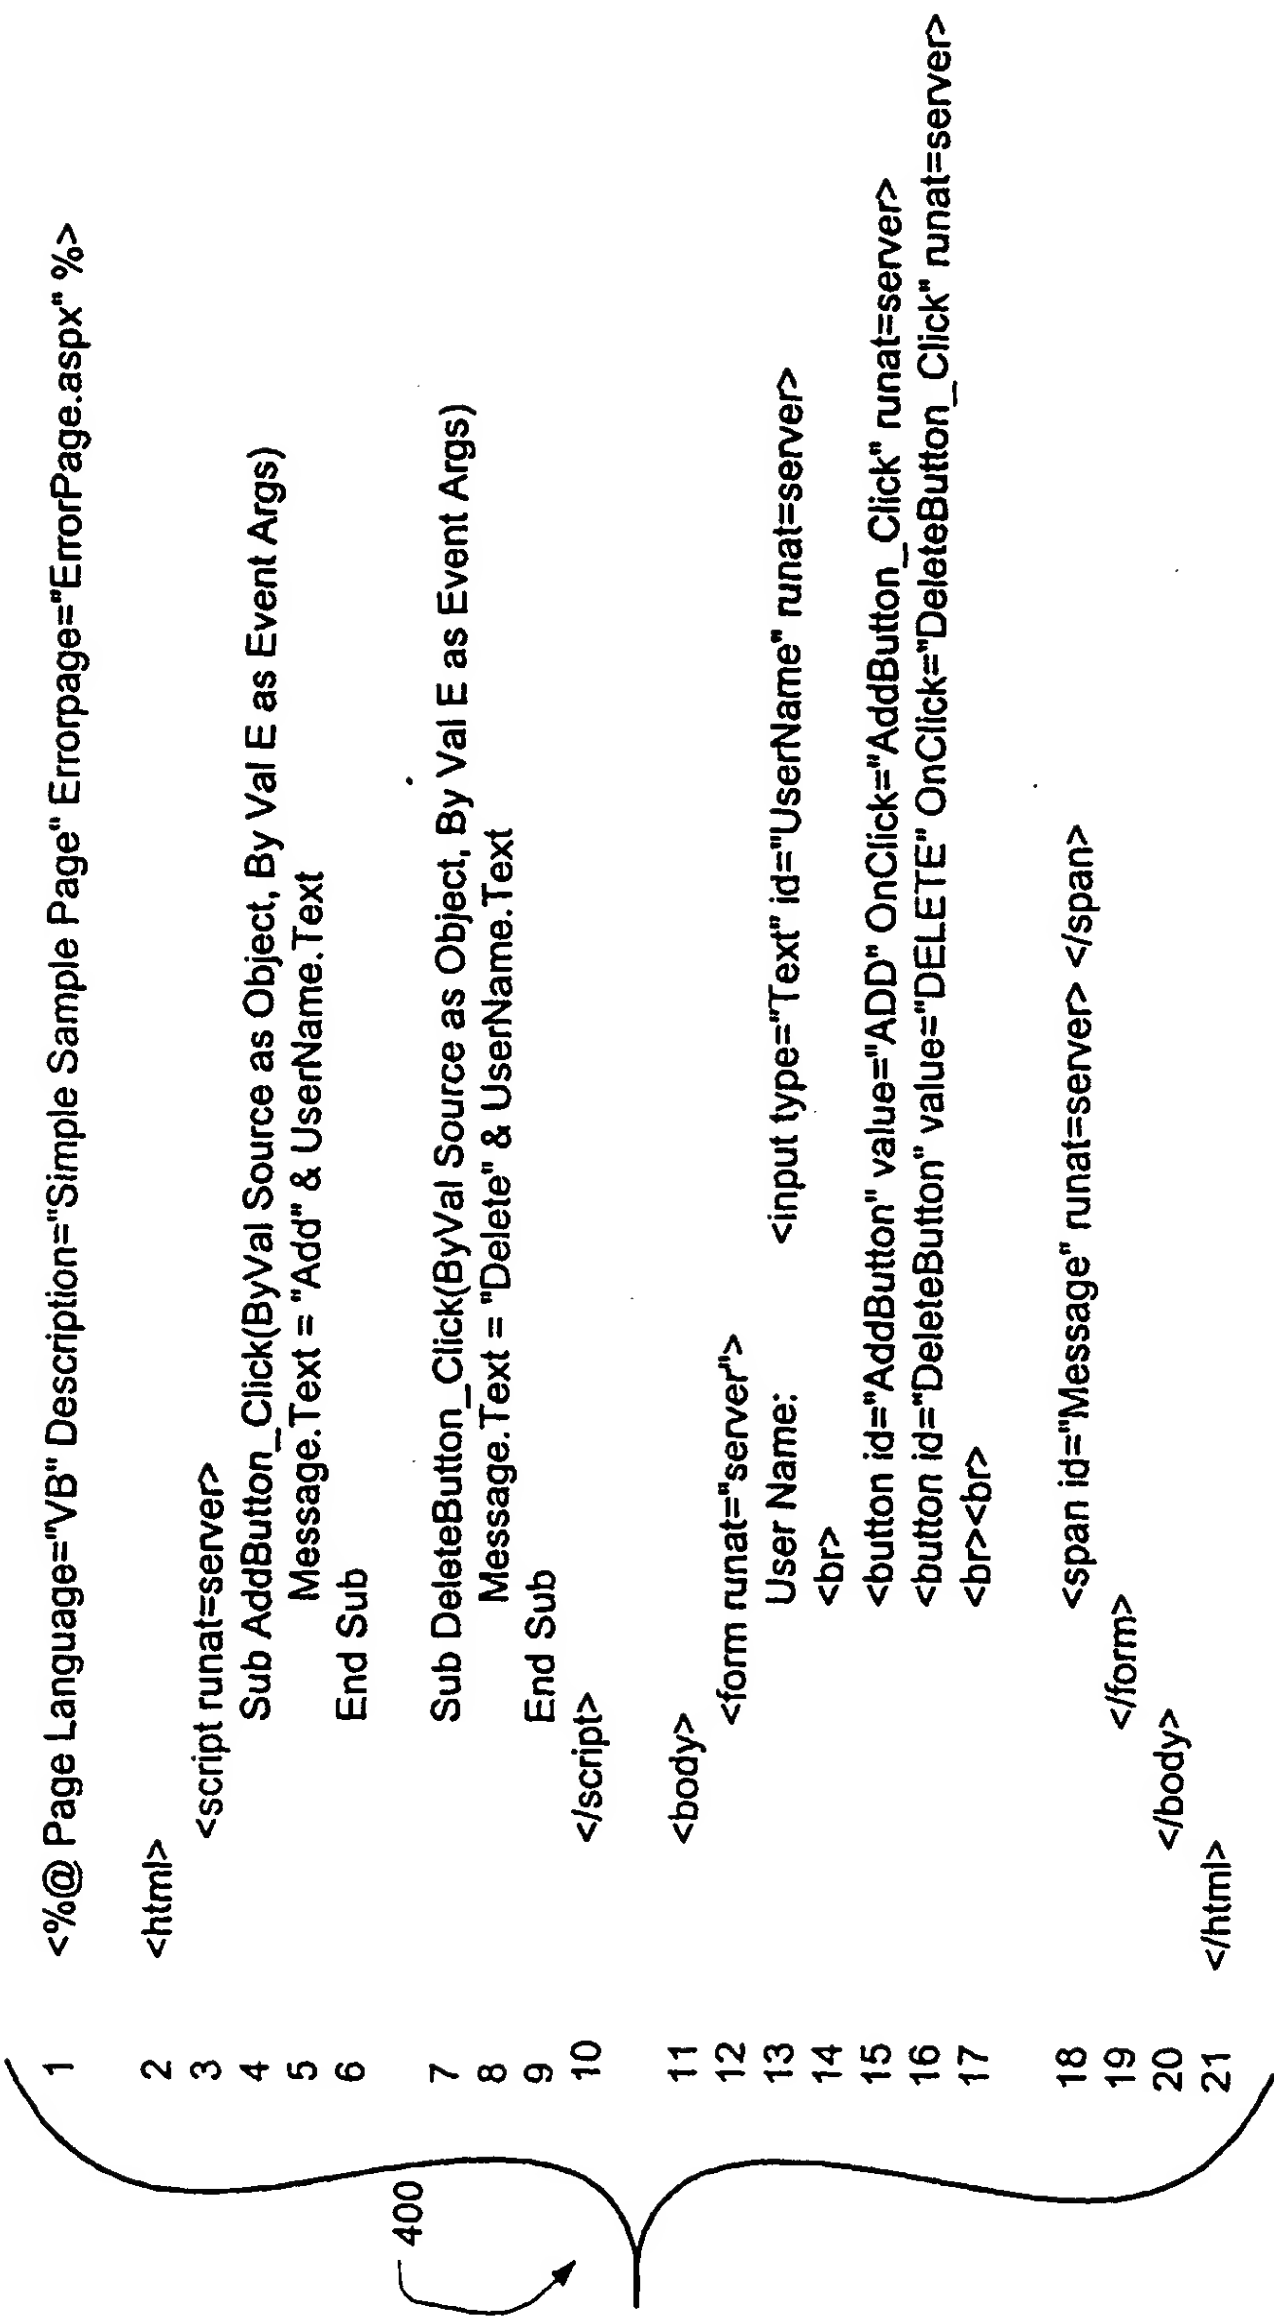 1 <%@ Page Language="VB" Description="Simple Sample Page" Errorpage="ErrorPage.aspx" %>
2 <html>
3 <script runat=server>
4 Sub AddButton_Click(ByVal Source as Object, By Val E as Event Args)
5 Message.Text = "Add" & UserName.Text
6 End Sub
7 Sub DeleteButton_Click(ByVal Source as Object, By Val E as Event Args)
8 Message.Text = "Delete" & UserName.Text
9 End Sub
10 </script>
11 <body>
12 <form runat="server">
13 User Name: <input type="Text" id="UserName" runat=server>
14 <br>
15 <button id="AddButton" value="ADD" OnClick="AddButton_Click" runat=server>
16 <button id="DeleteButton" value="DELETE" OnClick="DeleteButton_Click" runat=server>
17 <br><br>
18 <span id="Message" runat=server> </span>
19 </form>
20 </body>
21 </html>
400